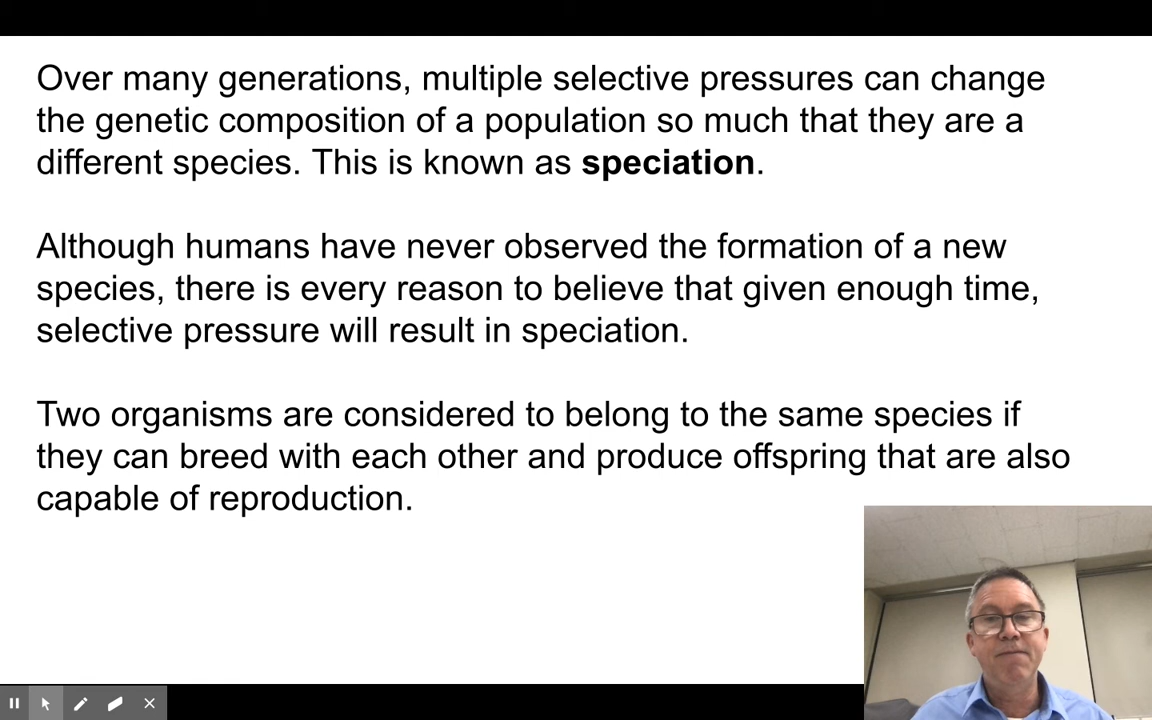 Over many generations, multiple selective pressures can change
the genetic composition of a population so much that they are a
different species. This is known as speciation.
Although humans have never observed the formation of a new
species, there is every reason to believe that given enough time,
selective pressure will result in speciation.
Two organisms are considered to belong to the same species if
they can breed with each other and produce offspring that are also
capable of reproduction.